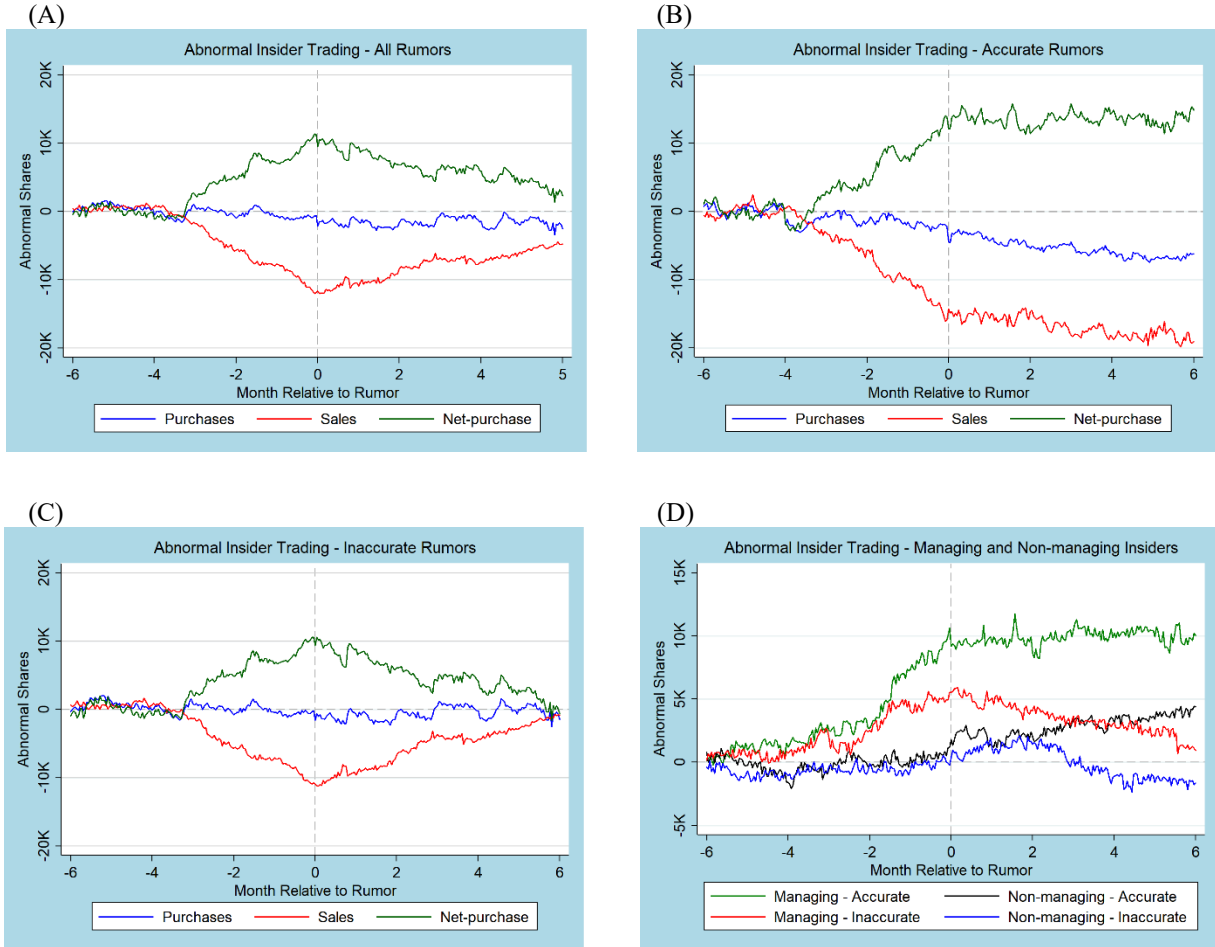 (A)
Abnormal Insider Trading - All Rumors
20K
10K
0
-10K
-20K
Abnormal Shares
-6 -4 -2 0 2 4 5
Month Relative to Rumor
Purchases Sales Net-purchase
(B)
Abnormal Insider Trading - Accurate Rumors
20K
10K
0
-10K
-20K
Abnormal Shares
-6 -4 -2 0 2 4 6
Month Relative to Rumor
Purchases Sales Net-purchase
(C)
Abnormal Insider Trading - Inaccurate Rumors
20K
10K
0
-10K
-20K
Abnormal Shares
-6 -4 -2 0 2 4 6
Month Relative to Rumor
Purchases Sales Net-purchase
(D)
Abnormal Insider Trading - Managing and Non-managing Insiders
15K
10K
5K
0
-5K
Abnormal Shares
-6 -4 -2 0 2 4 6
Month Relative to Rumor
Managing - Accurate Non-managing - Accurate
Managing - Inaccurate Non-managing - Inaccurate